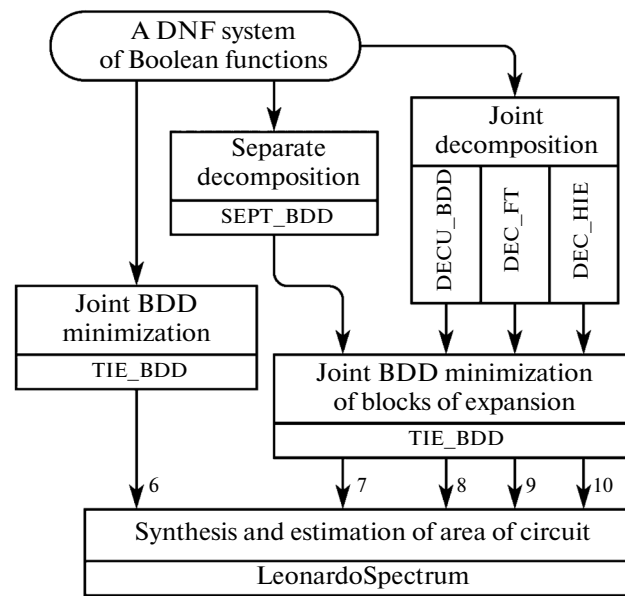 A DNF system
of Boolean functions
Joint
decomposition
Separate
decomposition
SEPT_BDD
DECU_BDD
DEC_FT
DEC_HIE
Joint BDD
minimization
TIE_BDD
Joint BDD minimization
of blocks of expansion
TIE_BDD
6
7
8
9
10
Synthesis and estimation of area of circuit
LeonardoSpectrum